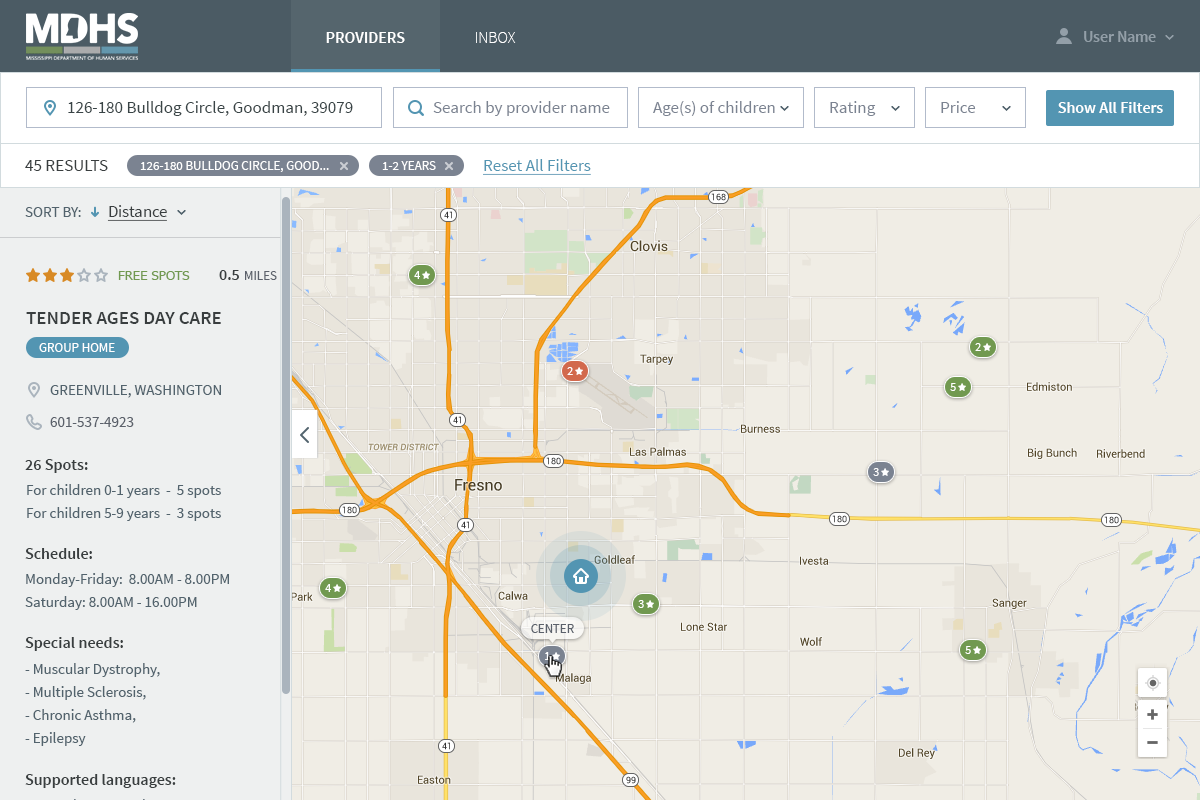 MDHS
MISSISSIPPI DEPARTMENT OF HUMAN SERVICES
PROVIDERS
INBOX
User Name
126-180 Bulldog Circle, Goodman, 39079
Search by provider name
Age(s) of children
Rating
Price
Show All Filters
45 RESULTS
126-180 BULLDOG CIRCLE, GOOD...
1-2 YEARS
Reset All Filters
SORT BY: Distance
FREE SPOTS
0.5 MILES
TENDER AGES DAY CARE
GROUP HOME
GREENVILLE, WASHINGTON
601-537-4923
26 Spots:
For children 0-1 years - 5 spots
For children 5-9 years - 3 spots
Schedule:
Monday-Friday: 8.00AM - 8.00PM
Saturday: 8.00AM - 16.00PM
Special needs:
- Muscular Dystrophy,
- Multiple Sclerosis,
- Chronic Asthma,
- Epilepsy
Supported languages:
168
41
Clovis
4
2
Tarpey
2
5
Edmiston
41
Burness
TOWER DISTRICT
Las Palmas
Big Bunch
Riverbend
180
3
Fresno
180
41
180
180
Goldleaf
Ivesta
4
Park
Calwa
3
Sanger
CENTER
Lone Star
Wolf
5
1
Malaga
41
Del Rey
Easton
99